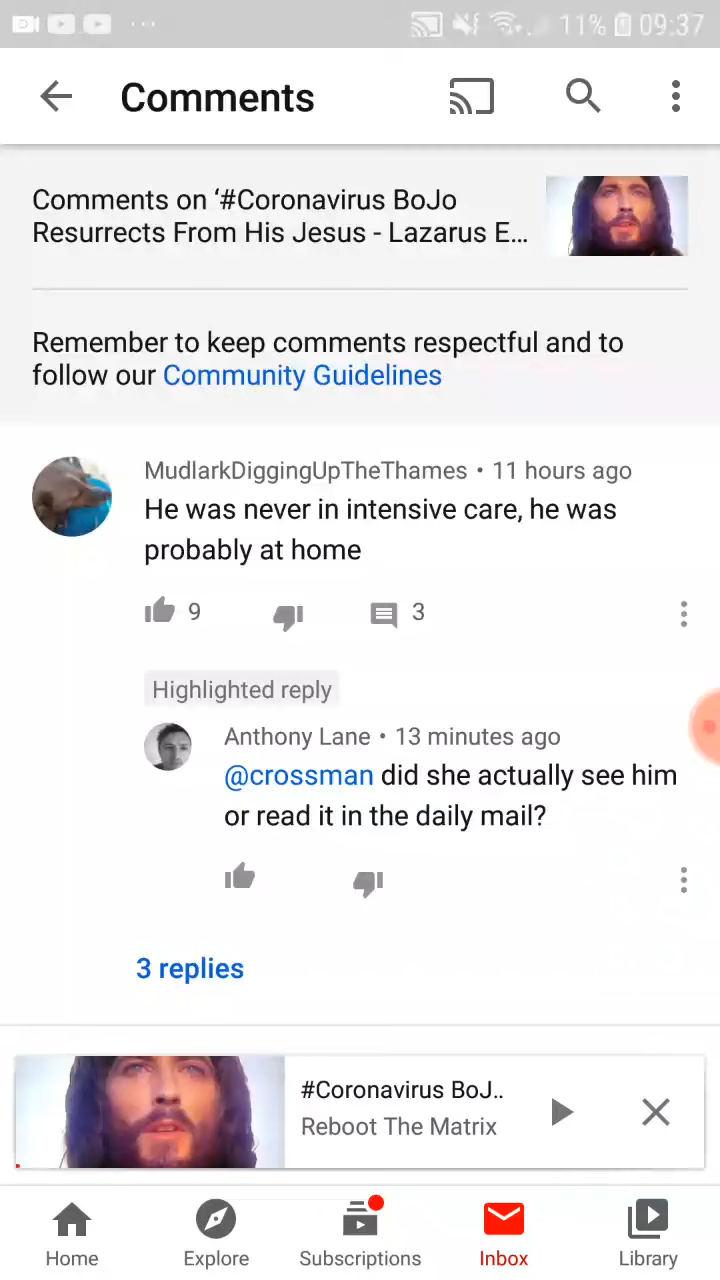 11% 09:37
Comments
Comments on ‘#Coronavirus BoJo
Resurrects From His Jesus - Lazarus E...
Remember to keep comments respectful and to
follow our Community Guidelines
MudlarkDiggingUpTheThames • 11 hours ago
He was never in intensive care, he was
probably at home
9 3
Highlighted reply
Anthony Lane • 13 minutes ago
@crossman did she actually see him
or read it in the daily mail?
3 replies
#Coronavirus BoJ..
Reboot The Matrix
Home Explore Subscriptions Inbox Library